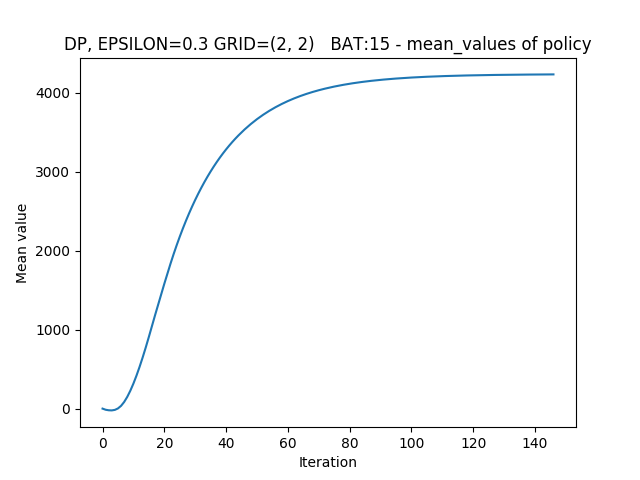 DP, EPSILON=0.3 GRID=(2, 2)   BAT:15 - mean_values of policy
Mean value
4000
3000
2000
1000
0
0 20 40 60 80 100 120 140
Iteration